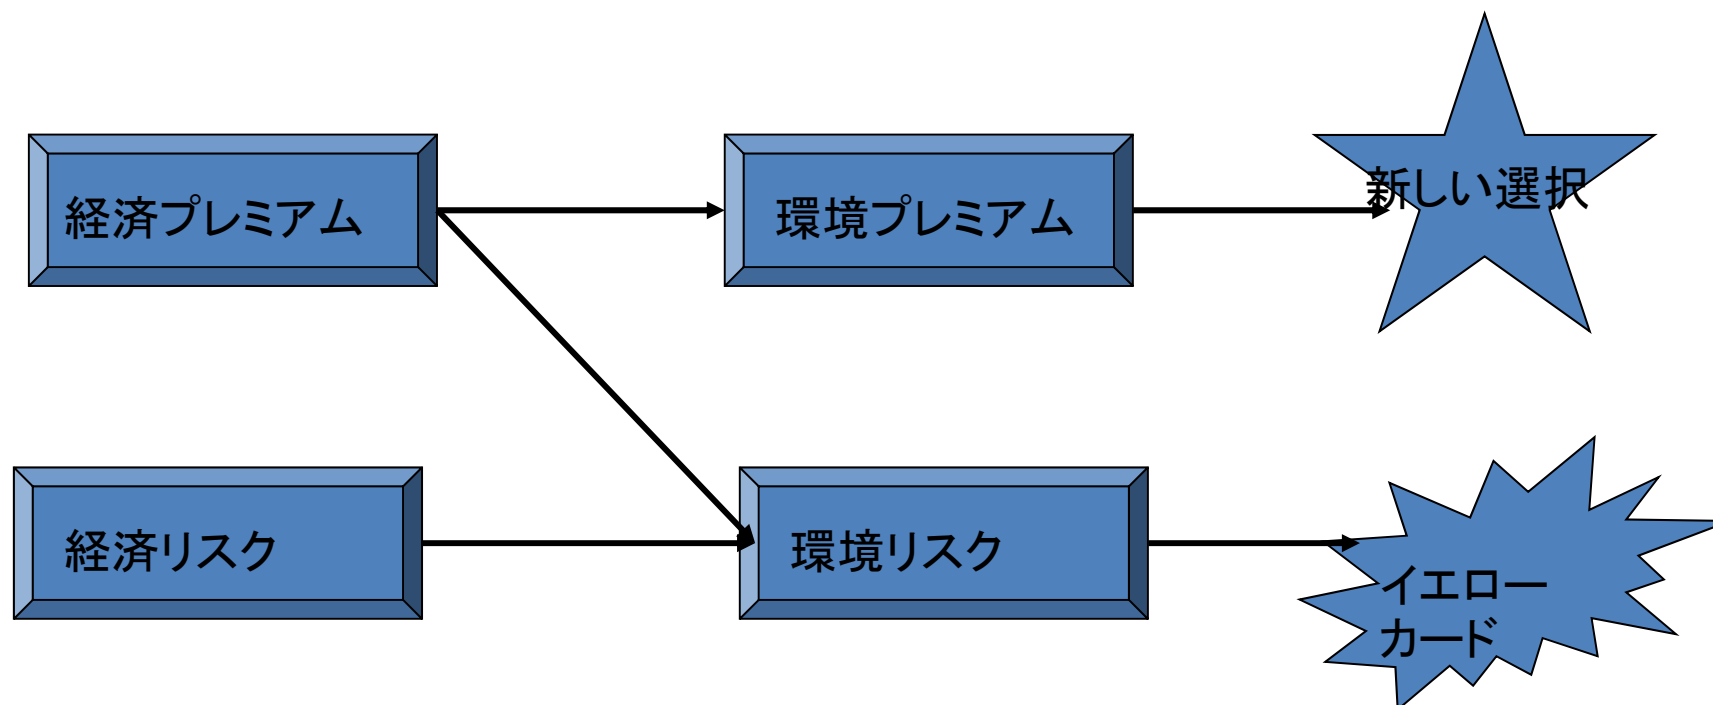 経済プレミアム
環境プレミアム
新しい選択
経済リスク
環境リスク
イエロー
カード